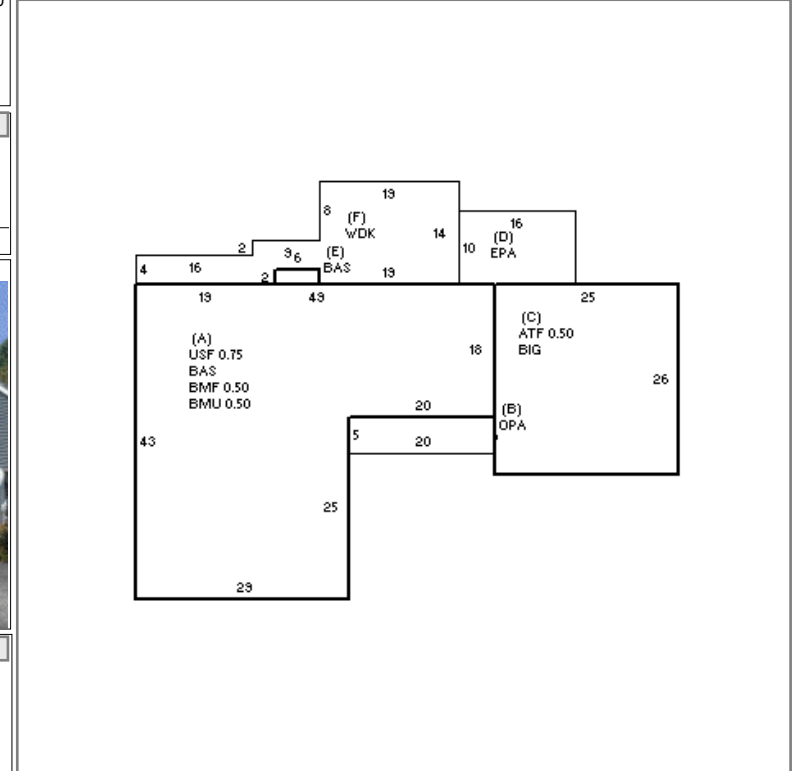 19
8
(F)
WDK
14
16
(D)
EPA
10
2
9
6
(E)
BAS
4
16
2
19
19
49
25
(A)
USF 0.75
BAS
BMF 0.50
BMU 0.50
18
(C)
ATF 0.50
BIG
26
20
(B)
OPA
5
20
43
25
29